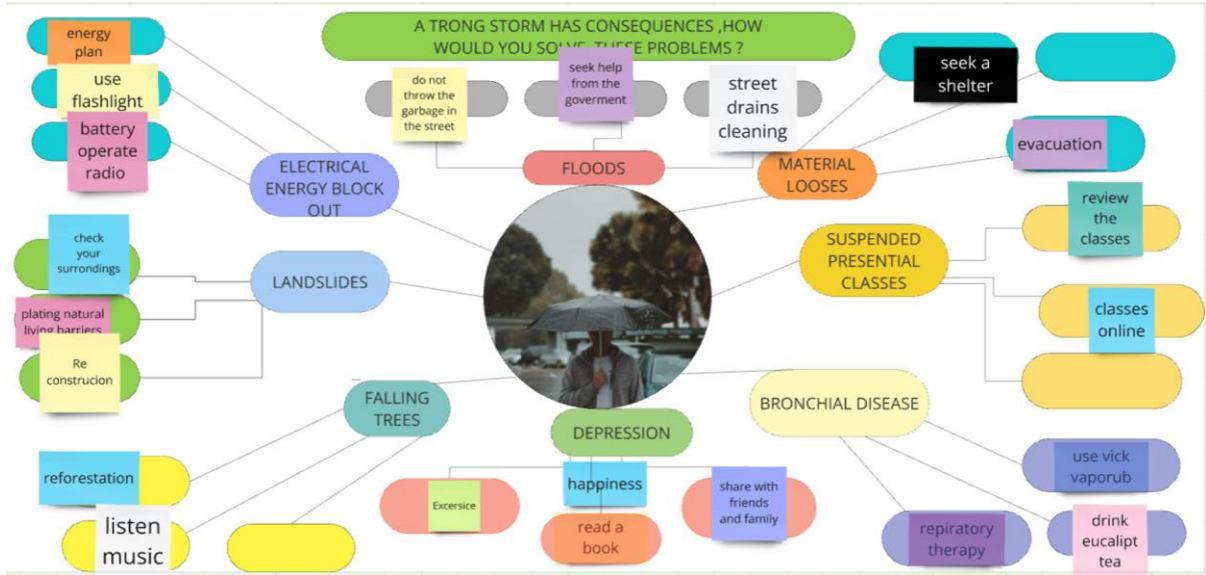 A TRONG STORM HAS CONSEQUENCES ,HOW
WOULD YOU SOLVE THESE PROBLEMS ?
energy
plan
use
flashlight
battery
operate
radio
ELECTRICAL
ENERGY BLOCK
OUT
do not
throw the
garbage in
the street
seek help
from the
goverment
street
drains
cleaning
FLOODS
seek a
shelter
evacuation
MATERIAL
LOOSES
check
your
surrondings
plating natural
living barriers
Re
construcion
LANDSLIDES
SUSPENDED
PRESENTIAL
CLASSES
review
the
classes
classes
online
FALLING
TREES
reforestation
listen
music
DEPRESSION
Excersice
happiness
read a
book
share with
friends
and family
BRONCHIAL DISEASE
use vick
vaporub
repiratory
therapy
drink
eucalipt
tea